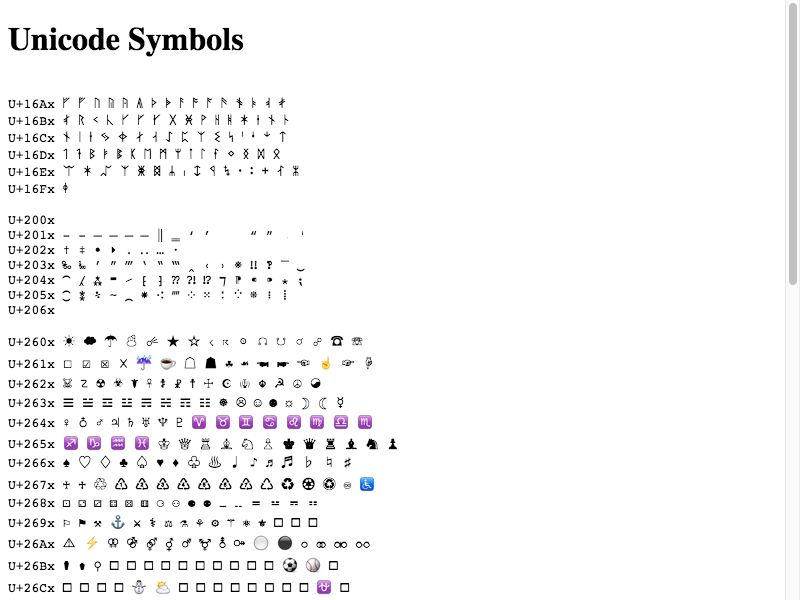 Unicode Symbols
U+16Ax ᚠ ᚡ ᚢ ᚣ ᚤ ᚥ ᚦ ᚧ ᚨ ᚩ ᚪ ᚫ ᚬ ᚭ ᚮ ᚯ
U+16Bx ᚰ ᚱ ᚲ ᚳ ᚴ ᚵ ᚶ ᚷ ᚸ ᚹ ᚺ ᚻ ᚼ ᚽ ᚾ ᚿ
U+16Cx ᛀ ᛁ ᛂ ᛃ ᛄ ᛅ ᛆ ᛇ ᛈ ᛉ ᛊ ᛋ ᛌ ᛍ ᛎ ᛏ
U+16Dx ᛐ ᛑ ᛒ ᛓ ᛔ ᛕ ᛖ ᛗ ᛘ ᛙ ᛚ ᛛ ᛜ ᛝ ᛞ ᛟ
U+16Ex ᛠ ᛡ ᛢ ᛣ ᛤ ᛥ ᛦ ᛧ ᛨ ᛩ ᛪ ᛫ ᛬ ᛭ ᛮ ᛯ
U+16Fx ᛰ
U+200x
U+201x ‐ ‑ ‒ – — ― ‖ ‗ ‘ ’ “ ”
U+202x † ‡ • ‣ ․ ‥ … ‧
U+203x ‰ ‱ ′ ″ ‴ ‵ ‶ ‷ ‸ ‹ › ※ ‼ ‽ ‾ ‿
U+204x ⁀ ⁁ ⁂ ⁃ ⁄ ⁅ ⁆ ⁇ ⁈ ⁉ ⁊ ⁋ ⁌ ⁍ ⁎ ⁏
U+205x ⁐ ⁑ ⁒ ⁓ ⁔ ⁕ ⁖ ⁗ ⁘ ⁙ ⁚ ⁛ ⁜ ⁝ ⁞
U+206x
U+260x ☀ ☁ ☂ ☃ ☄ ★ ☆ ☇ ☈ ☉ ☊ ☋ ☌ ☍ ☎ ☏
U+261x ☐ ☑ ☒ ☓ ☔ ☕ ☖ ☗ ☘ ☙ ☚ ☛ ☜ ☝ ☞ ☟
U+262x ☠ ☡ ☢ ☣ ☤ ☥ ☦ ☧ ☨ ☩ ☪ ☫ ☬ ☭ ☮ ☯
U+263x ☰ ☱ ☲ ☳ ☴ ☵ ☶ ☷ ☸ ☹ ☺ ☻ ☼ ☽ ☾ ☿
U+264x ♀ ♁ ♂ ♃ ♄ ♅ ♆ ♇ ♈ ♉ ♊ ♋ ♌ ♍ ♎ ♏
U+265x ♐ ♑ ♒ ♓ ♔ ♕ ♖ ♗ ♘ ♙ ♚ ♛ ♜ ♝ ♞ ♟
U+266x ♠ ♡ ♢ ♣ ♤ ♥ ♦ ♧ ♨ ♩ ♪ ♫ ♬ ♭ ♮ ♯
U+267x ♰ ♱ ♲ ♳ ♴ ♵ ♶ ♷ ♸ ♹ ♺ ♻ ♼ ♽ ♾ ♿
U+268x ⚀ ⚁ ⚂ ⚃ ⚄ ⚅ ⚆ ⚇ ⚈ ⚉ ⚊ ⚋ ⚌ ⚍ ⚎ ⚏
U+269x ⚐ ⚑ ⚒ ⚓ ⚔ ⚕ ⚖ ⚗ ⚘ ⚙ ⚚ ⚛ ⚜
U+26Ax ⚠ ⚡ ⚢ ⚣ ⚤ ⚥ ⚦ ⚧ ⚨ ⚩ ⚪ ⚫ ⚬ ⚭ ⚮ ⚯
U+26Bx ⚰ ⚱ ⚲ ⚽ ⚾
U+26Cx ⛄ ⛅ ⛎